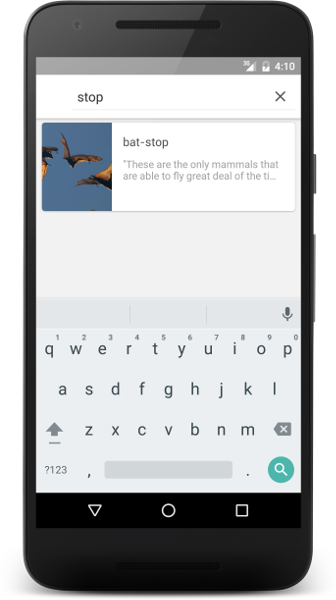 3G 4:10
stop
bat-stop
"These are the only mammals that
are able to fly great deal of the ti...
1 2 3 4 5 6 7 8 9 0
q w e r t y u i o p
a s d f g h j k l
z x c v b n m
?123 , .